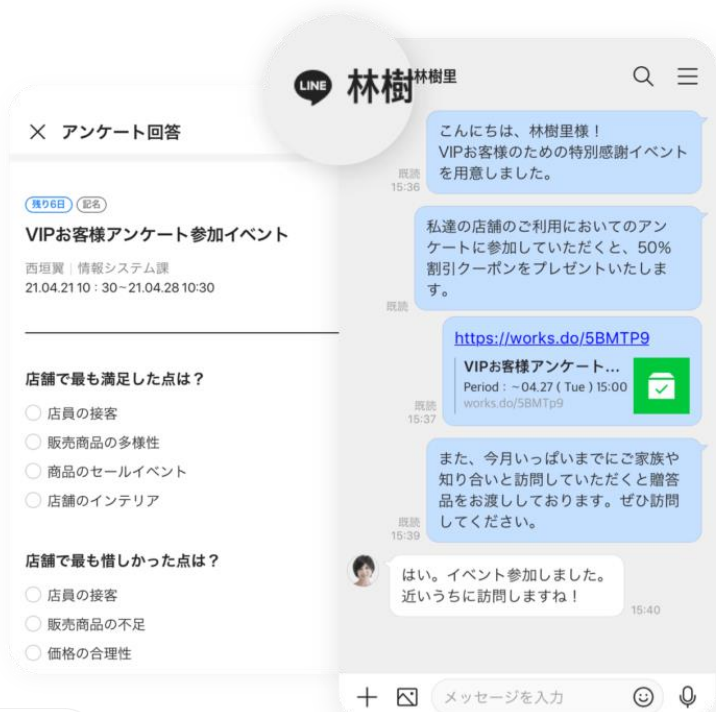 アンケート回答
残り6日 記名
VIPお客様アンケート参加イベント
西垣翼 | 情報システム課
21.04.21 10 : 30~21.04.28 10:30
店舗で最も満足した点は？
店員の接客
販売商品の多様性
商品のセールイベント
店舗のインテリア
店舗で最も惜しかった点は？
店員の接客
販売商品の不足
価格の合理性
LINE 林樹
林樹里
こんにちは、林樹里様！
VIPお客様のための特別感謝イベント
を用意しました。
既読
15:36
私達の店舗のご利用においてのアン
ケートに参加していただくと、50%
割引クーポンをプレゼントいたしま
す。
既読
https://works.do/5BMTP9
VIPお客様アンケート...
Period : ~04.27 ( Tue ) 15:00
works.do/5BMTp9
既読
15:37
また、今月いっぱいまでにご家族や
知り合いと訪問していただくと贈答
品をお渡ししております。ぜひ訪問
してください。
既読
15:39
はい。イベント参加しました。
近いうちに訪問しますね！
15:40
メッセージを入力